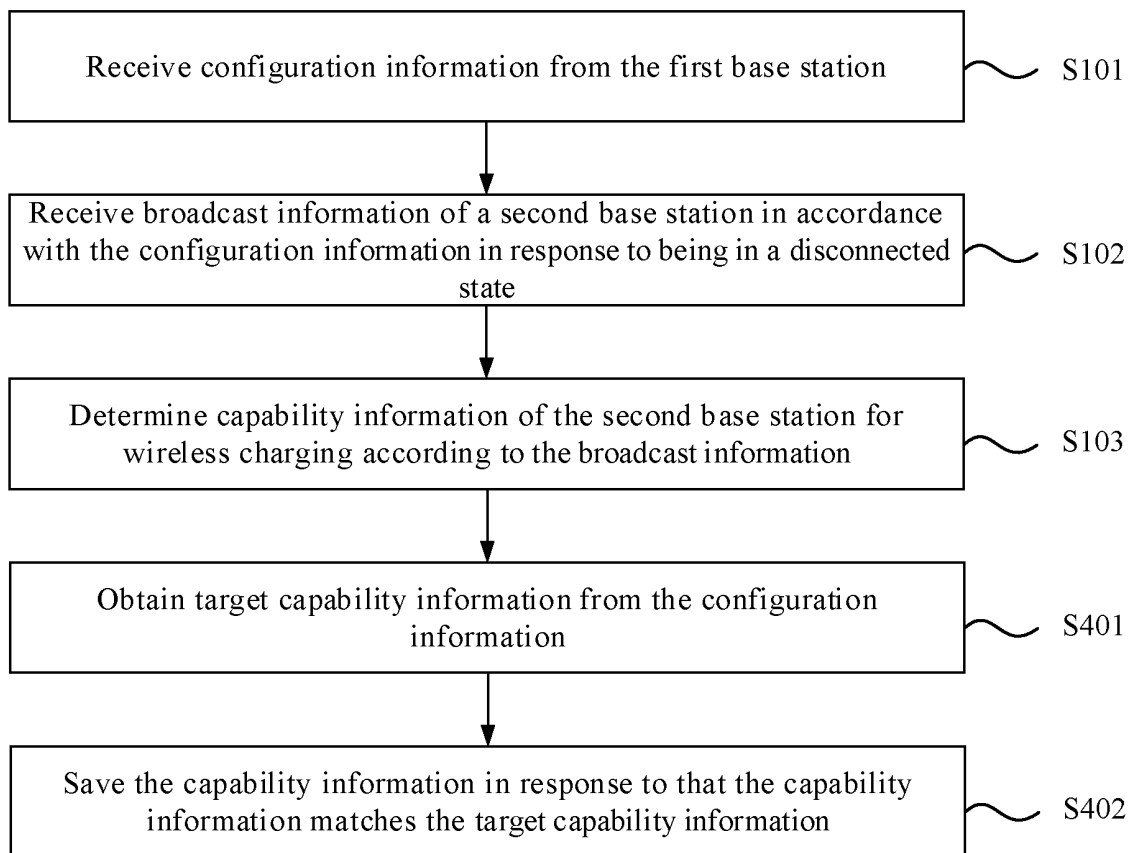 Receive configuration information from the first base station
S101
Receive broadcast information of a second base station in accordance
with the configuration information in response to being in a disconnected
state
S102
Determine capability information of the second base station for
wireless charging according to the broadcast information
S103
Obtain target capability information from the configuration
information
S401
Save the capability information in response to that the capability
information matches the target capability information
S402